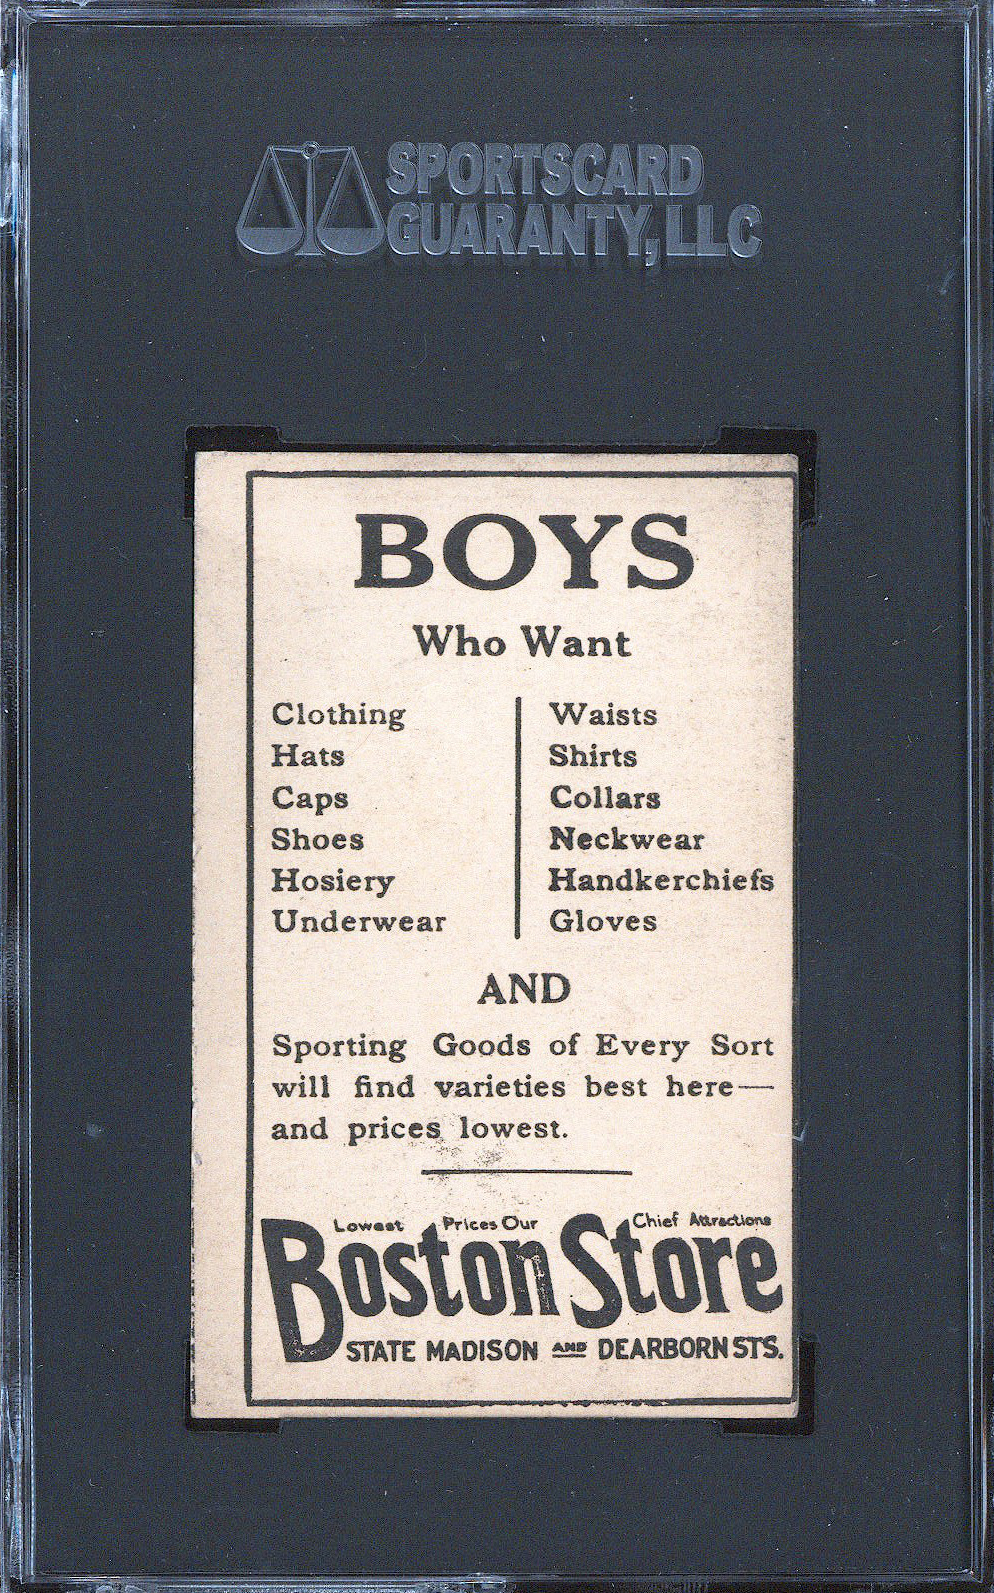 SPORTSCARD
GUARANTY, LLC
BOYS
Who Want
Clothing
Hats
Caps
Shoes
Hosiery
Underwear
Waists
Shirts
Collars
Neckwear
Handkerchiefs
Gloves
AND
Sporting Goods of Every Sort
will find varieties best here—
and prices lowest.
Lowest Prices Our Chief Attractions
Boston Store
STATE MADISON AND DEARBORN STS.